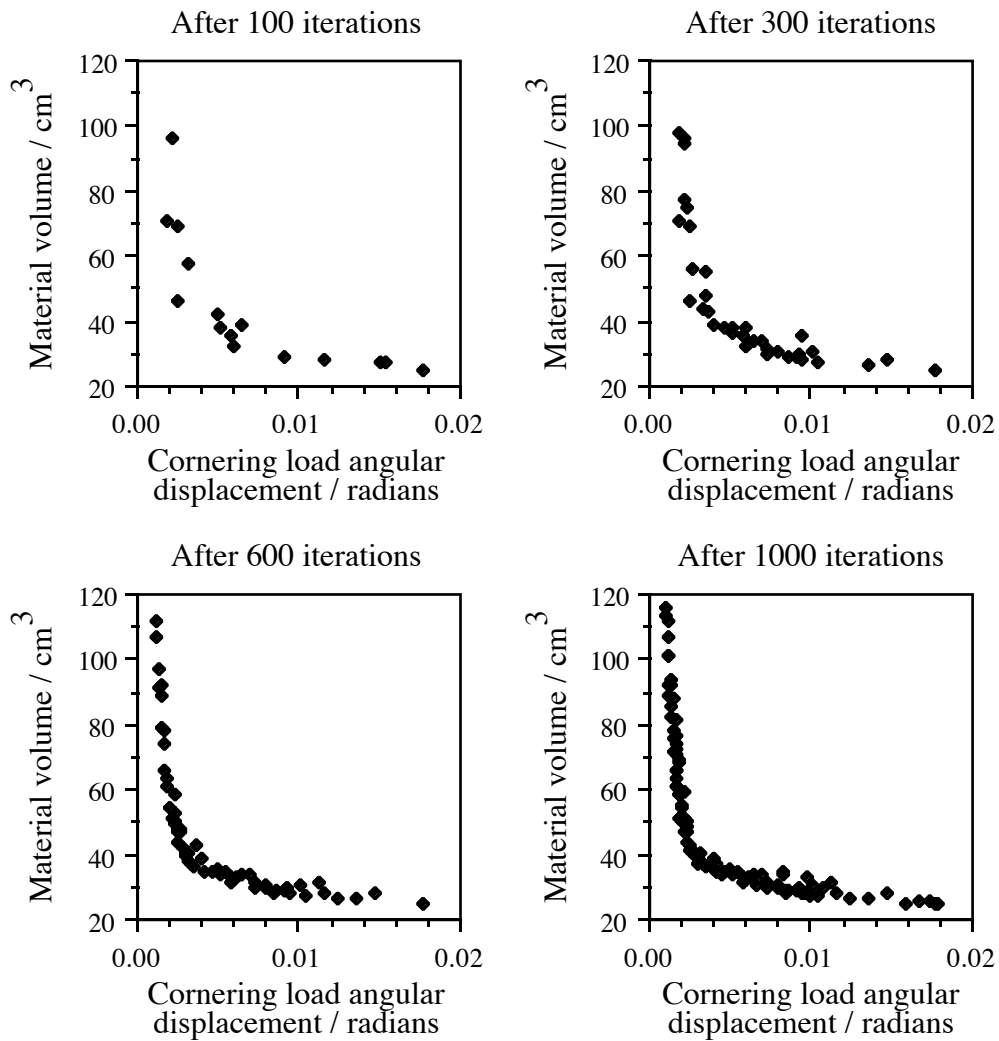 After 100 iterations
Material volume / cm³
120
100
80
60
40
20
0.00 0.01 0.02
Cornering load angular
displacement / radians
After 300 iterations
Material volume / cm³
120
100
80
60
40
20
0.00 0.01 0.02
Cornering load angular
displacement / radians
After 600 iterations
Material volume / cm³
120
100
80
60
40
20
0.00 0.01 0.02
Cornering load angular
displacement / radians
After 1000 iterations
Material volume / cm³
120
100
80
60
40
20
0.00 0.01 0.02
Cornering load angular
displacement / radians